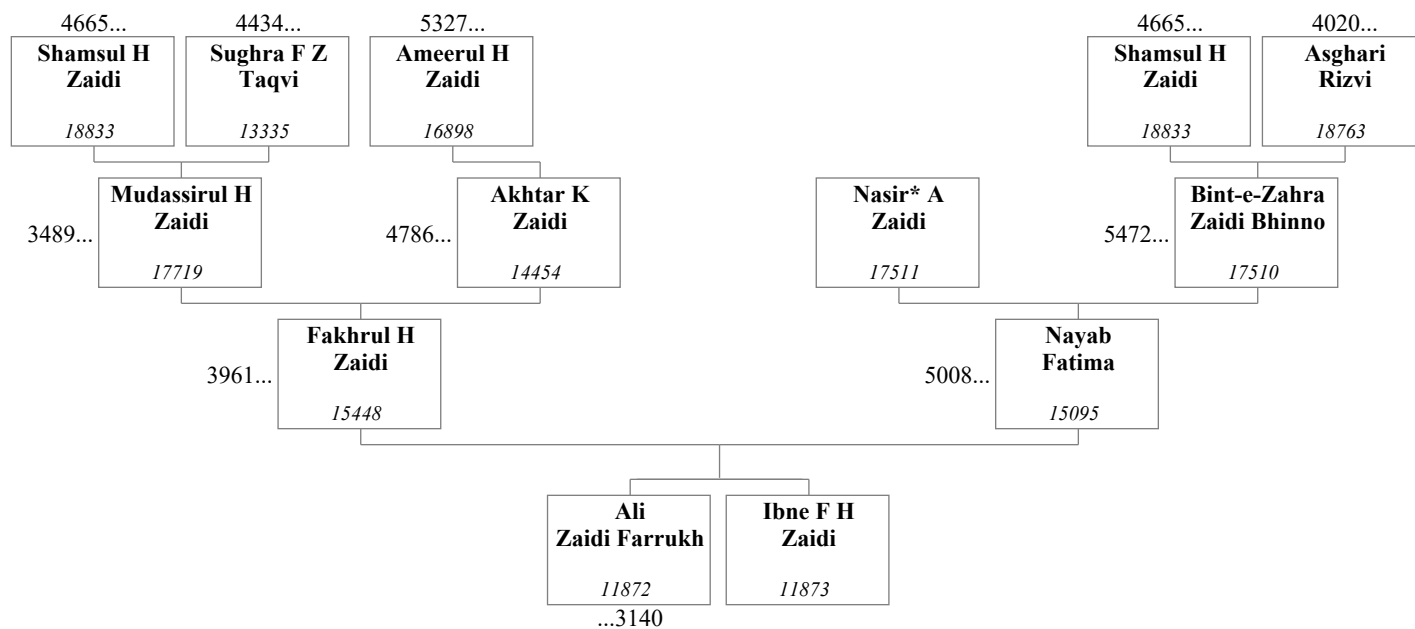 4665...
4434...
5327...
4665...
4020...
Shamsul H
Zaidi
18833
Sughra F Z
Taqvi
13335
Ameerul H
Zaidi
16898
Shamsul H
Zaidi
18833
Asghari
Rizvi
18763
3489...
Mudassirul H
Zaidi
17719
4786...
Akhtar K
Zaidi
14454
Nasir* A
Zaidi
17511
5472...
Bint-e-Zahra
Zaidi Bhinno
17510
3961...
Fakhrul H
Zaidi
15448
5008...
Nayab
Fatima
15095
Ali
Zaidi Farrukh
11872
...3140
Ibne F H
Zaidi
11873